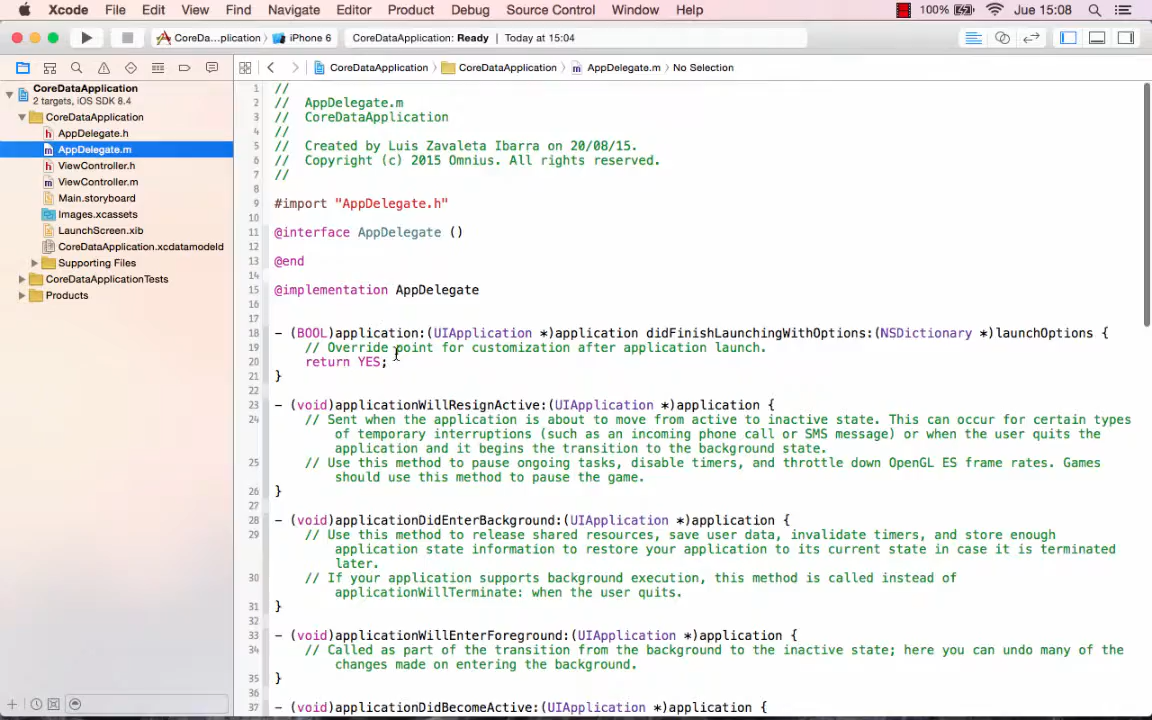 Xcode File Edit View Find Navigate Editor Product Debug Source Control Window Help 100% Jue 15:08
CoreDa...plication iPhone 6 CoreDataApplication: Ready Today at 15:04
CoreDataApplication CoreDataApplication AppDelegate.m No Selection
CoreDataApplication
2 targets, iOS SDK 8.4
CoreDataApplication
AppDelegate.h
AppDelegate.m
ViewController.h
ViewController.m
Main.storyboard
Images.xcassets
LaunchScreen.xib
CoreDataApplication.xcdatamodeld
Supporting Files
CoreDataApplicationTests
Products
1 //
2 // AppDelegate.m
3 // CoreDataApplication
4 //
5 // Created by Luis Zavaleta Ibarra on 20/08/15.
6 // Copyright (c) 2015 Omnius. All rights reserved.
7 //
8
9 #import "AppDelegate.h"
10
11 @interface AppDelegate ()
12
13 @end
14
15 @implementation AppDelegate
16
17
18 - (BOOL)application:(UIApplication *)application didFinishLaunchingWithOptions:(NSDictionary *)launchOptions {
19 // Override point for customization after application launch.
20 return YES;
21 }
22
23 - (void)applicationWillResignActive:(UIApplication *)application {
24 // Sent when the application is about to move from active to inactive state. This can occur for certain types
of temporary interruptions (such as an incoming phone call or SMS message) or when the user quits the
application and it begins the transition to the background state.
25 // Use this method to pause ongoing tasks, disable timers, and throttle down OpenGL ES frame rates. Games
should use this method to pause the game.
26 }
27
28 - (void)applicationDidEnterBackground:(UIApplication *)application {
29 // Use this method to release shared resources, save user data, invalidate timers, and store enough
application state information to restore your application to its current state in case it is terminated
later.
30 // If your application supports background execution, this method is called instead of
applicationWillTerminate: when the user quits.
31 }
32
33 - (void)applicationWillEnterForeground:(UIApplication *)application {
34 // Called as part of the transition from the background to the inactive state; here you can undo many of the
changes made on entering the background.
35 }
36
37 - (void)applicationDidBecomeActive:(UIApplication *)application {